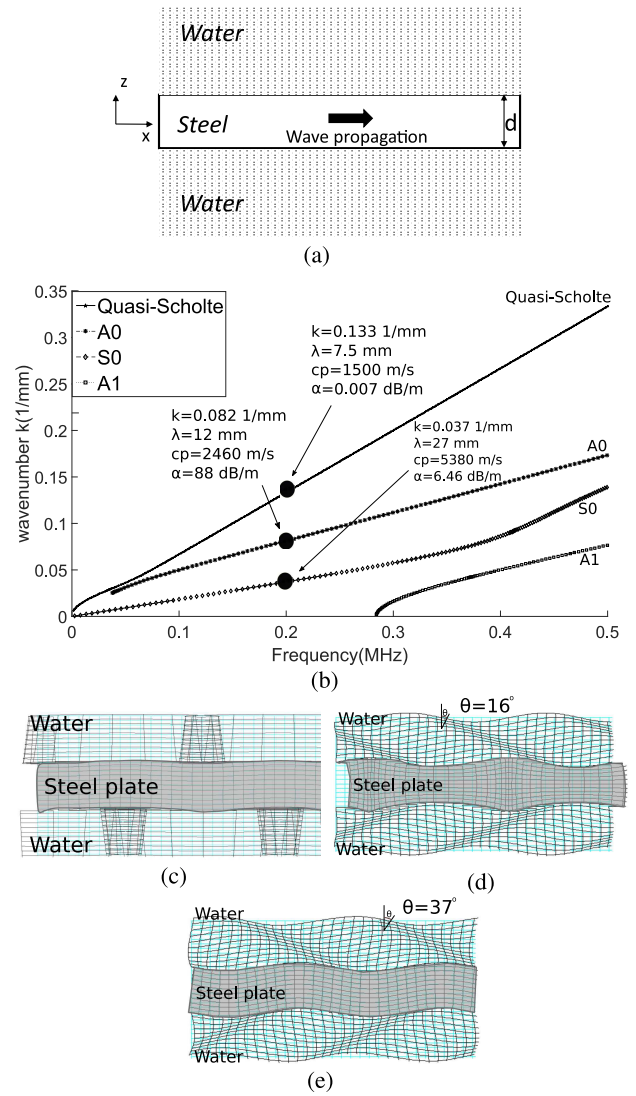 Water
z
x
Steel
Wave propagation
d
Water
(a)
0.35
0.3
0.25
0.2
0.15
0.1
0.05
0
wavenumber k(1/mm)
Quasi-Scholte
A0
S0
A1
Quasi-Scholte
k=0.133 1/mm
λ=7.5 mm
cp=1500 m/s
α=0.007 dB/m
k=0.082 1/mm
λ=12 mm
cp=2460 m/s
α=88 dB/m
k=0.037 1/mm
λ=27 mm
cp=5380 m/s
α=6.46 dB/m
A0
S0
A1
0 0.1 0.2 0.3 0.4 0.5
Frequency(MHz)
(b)
Water
Steel plate
Water
(c)
θ=16°
θ
Water
Steel plate
Water
(d)
θ=37°
θ
Water
Steel plate
Water
(e)